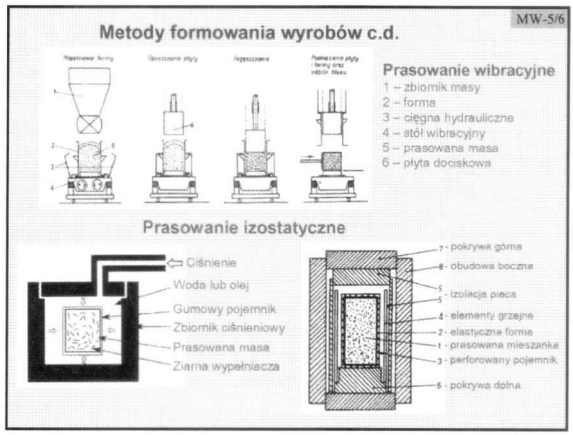 MW-5/6
Metody formowania wyrobów c.d.
Napełnianie formy
Opuszczanie płyty
Zagęszczanie
Podnoszenie płyty
i formy oraz
odbiór bloku
Prasowanie wibracyjne
1 – zbiornik masy
2 – forma
3 – cięgna hydrauliczne
4 – stół wibracyjny
5 – prasowana masa
6 – płyta dociskowa
1
2
3
4
5
6
Prasowanie izostatyczne
Ciśnienie
Woda lub olej
Gumowy pojemnik
Zbiornik ciśnieniowy
Prasowana masa
Ziarna wypełniacza
7 - pokrywa górna
8 - obudowa boczna
5
5 - izolacja pieca
4 - elementy grzejne
2 - elastyczna forma
1 - prasowana mieszanka
3 - perforowany pojemnik
6 - pokrywa dolna